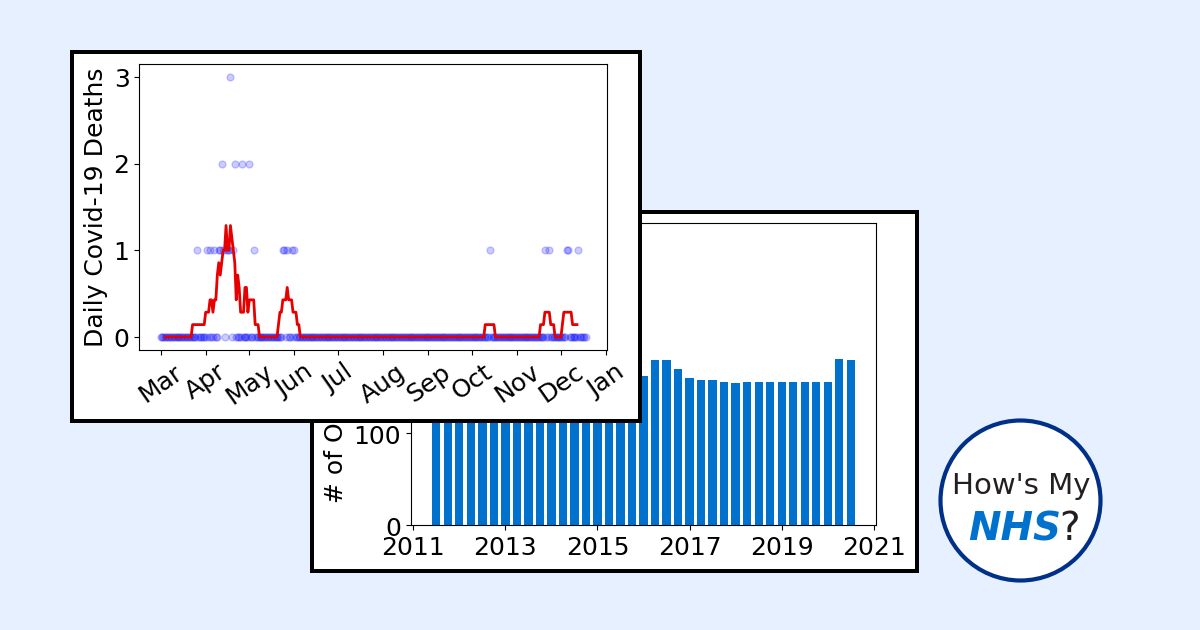 Daily Covid-19 Deaths
3
2
1
0
Mar Apr May Jun Jul Aug Sep Oct Nov Dec Jan
# of O
100
0
2011 2013 2015 2017 2019 2021
How's My
NHS?